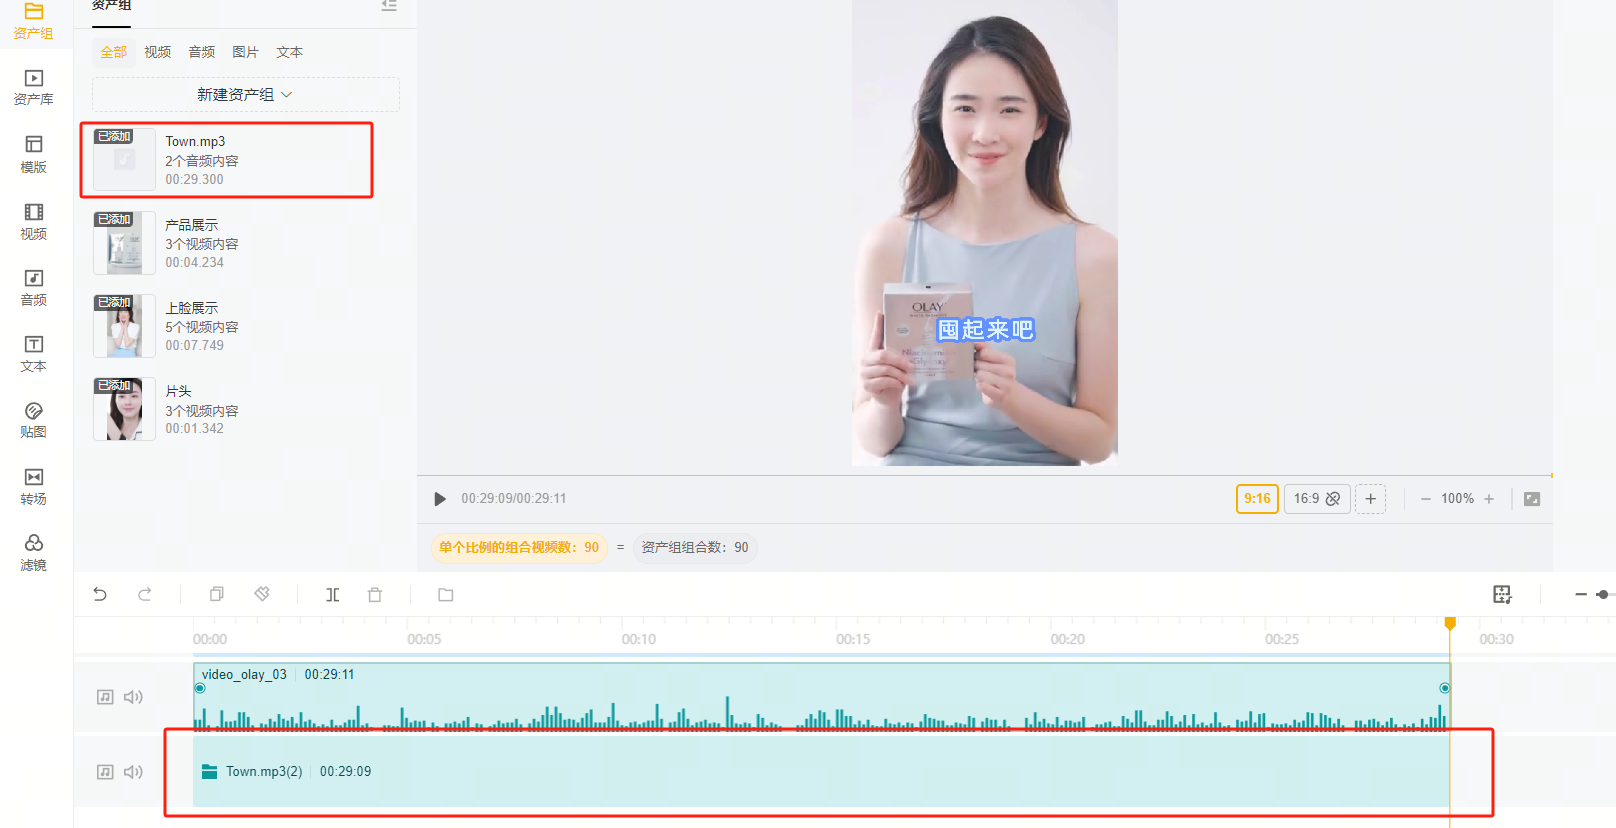 资产组
资产库
模版
视频
音频
文本
贴图
转场
滤镜
资产组
全部 视频 音频 图片 文本
新建资产组
已添加
Town.mp3
2个音频内容
00:29.300
已添加
产品展示
3个视频内容
00:04.234
已添加
上脸展示
5个视频内容
00:07.749
已添加
片头
3个视频内容
00:01.342
OLAY
囤起来吧
00:29:09/00:29:11
9:16
16:9
100%
单个比例的组合视频数：90 = 资产组组合数：90
00:00 00:05 00:10 00:15 00:20 00:25 00:30
video_olay_03 00:29:11
Town.mp3(2) 00:29:09